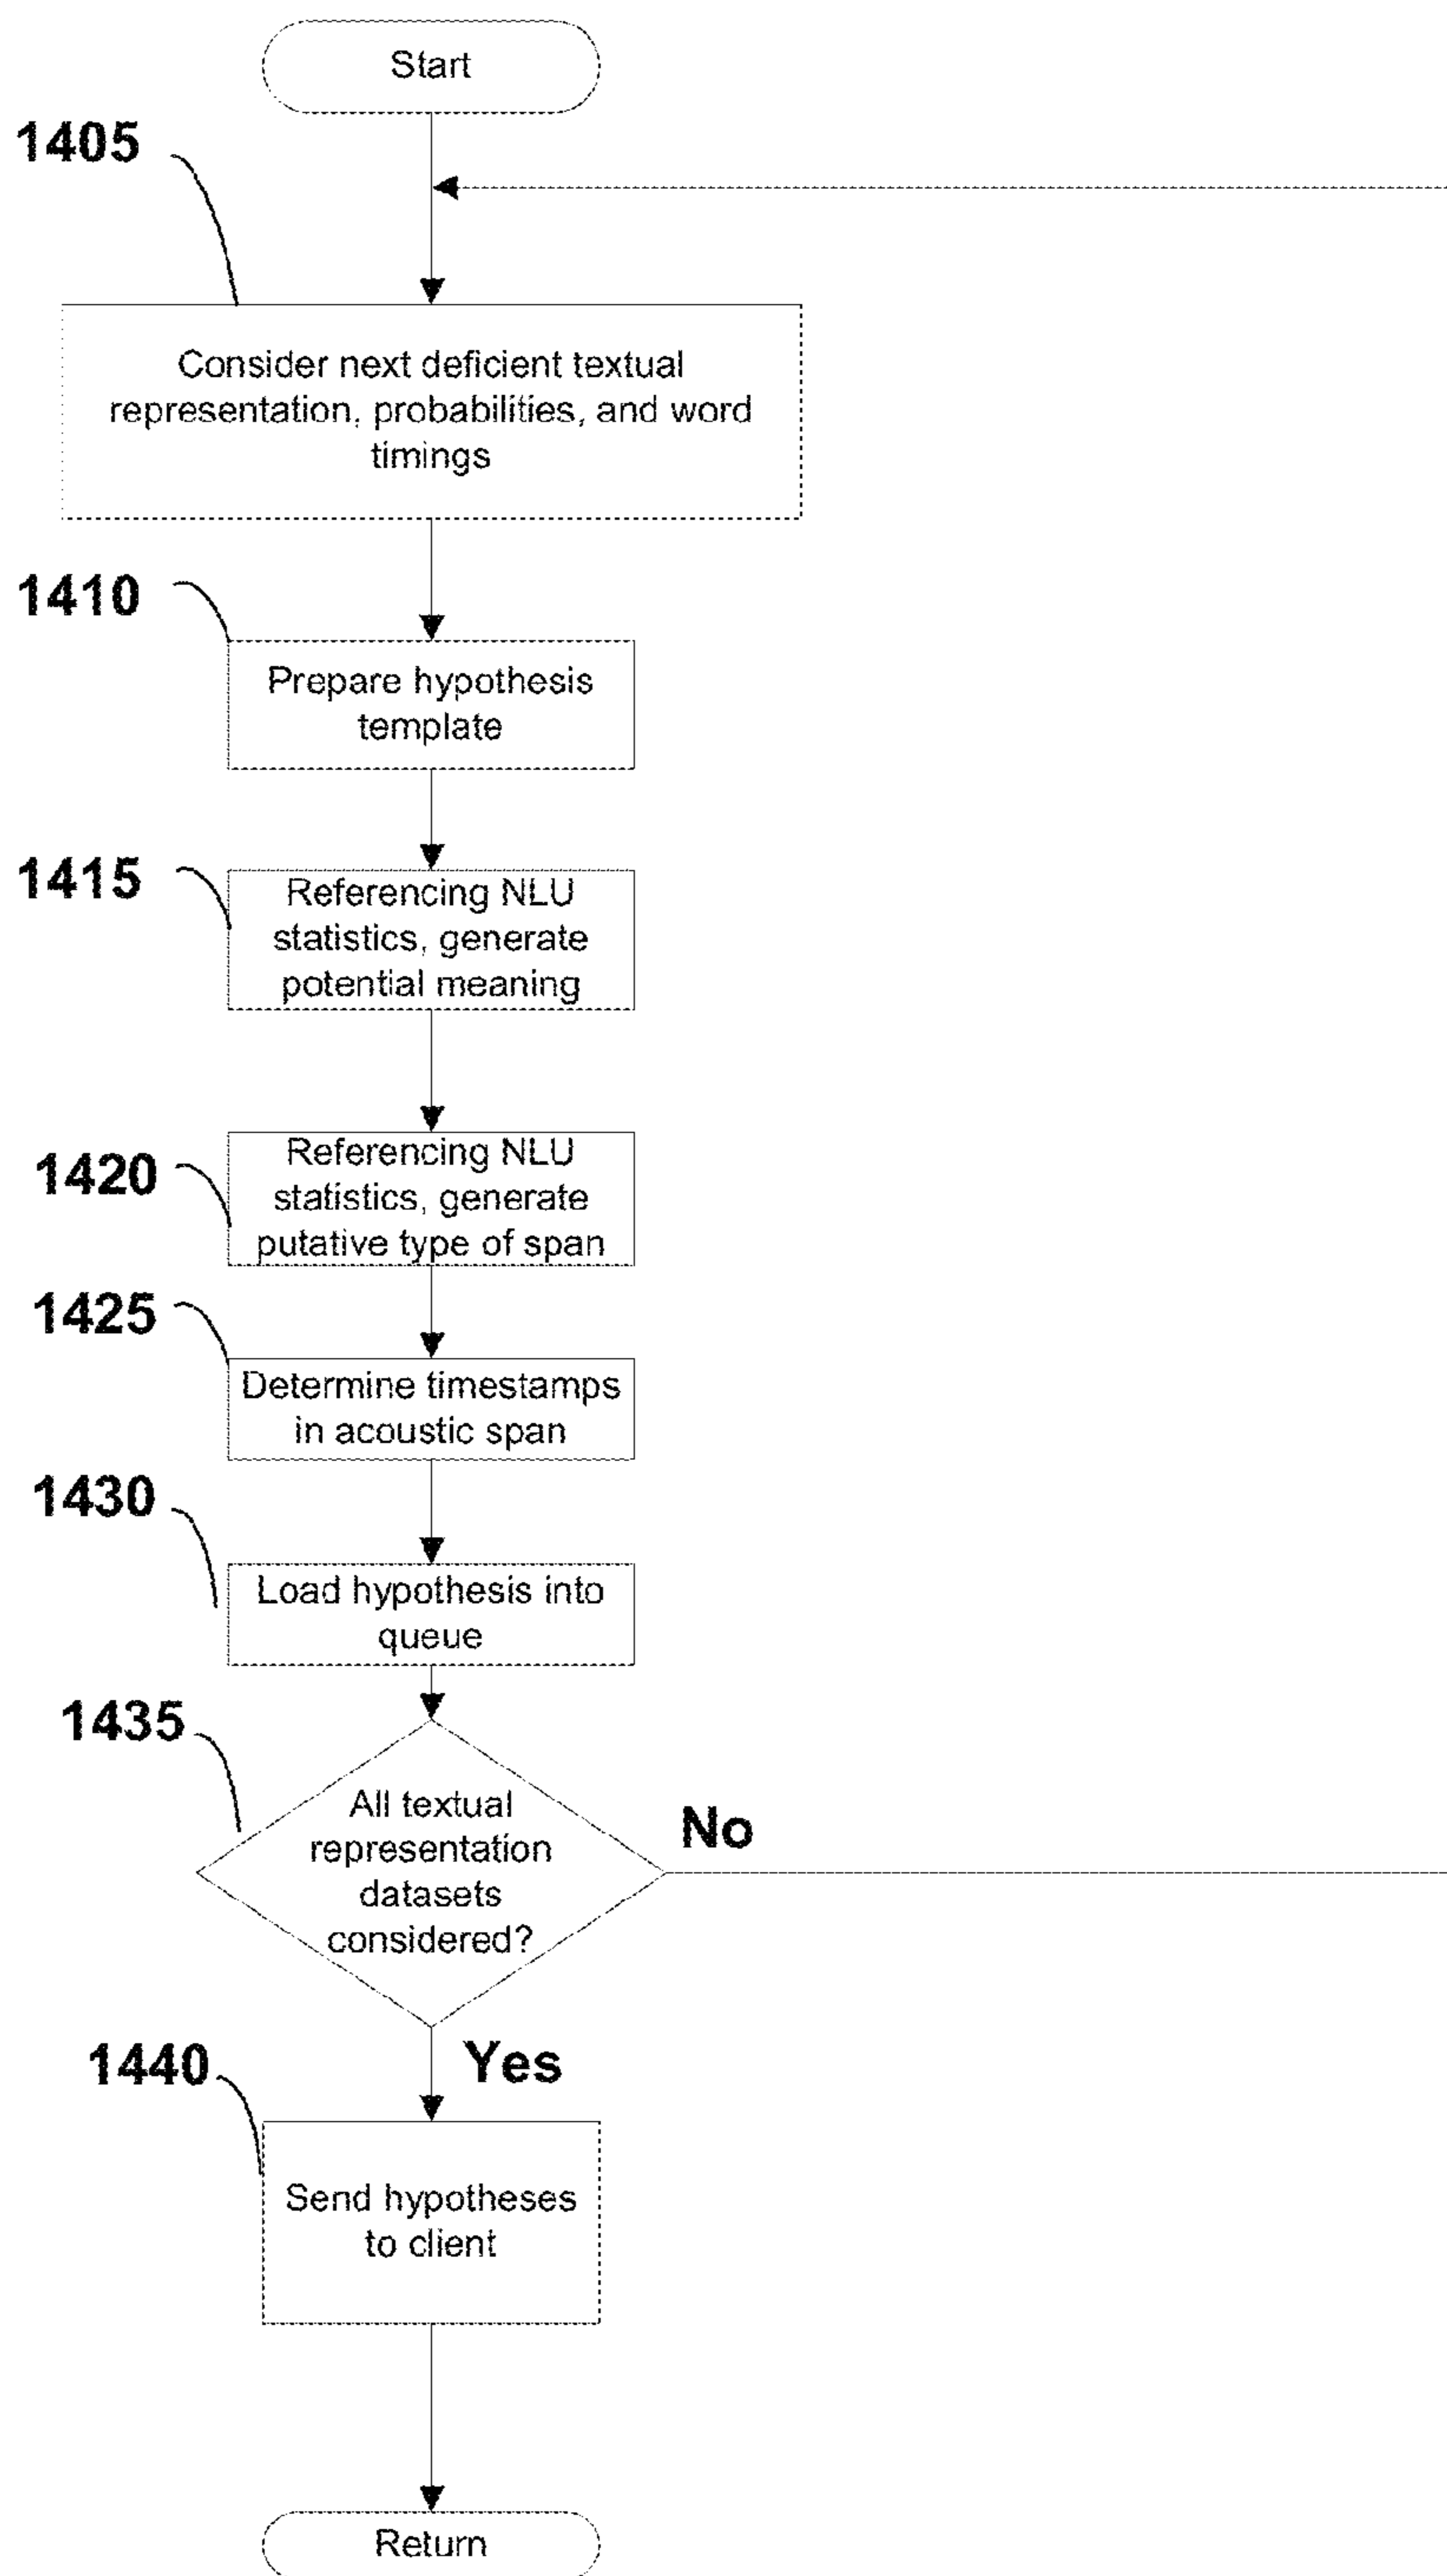 Start
1405
Consider next deficient textual
representation, probabilities, and word
timings
1410
Prepare hypothesis
template
1415
Referencing NLU
statistics, generate
potential meaning
1420
Referencing NLU
statistics, generate
putative type of span
1425
Determine timestamps
in acoustic span
1430
Load hypothesis into
queue
1435
All textual
representation
datasets
considered?
No
Yes
1440
Send hypotheses
to client
Return